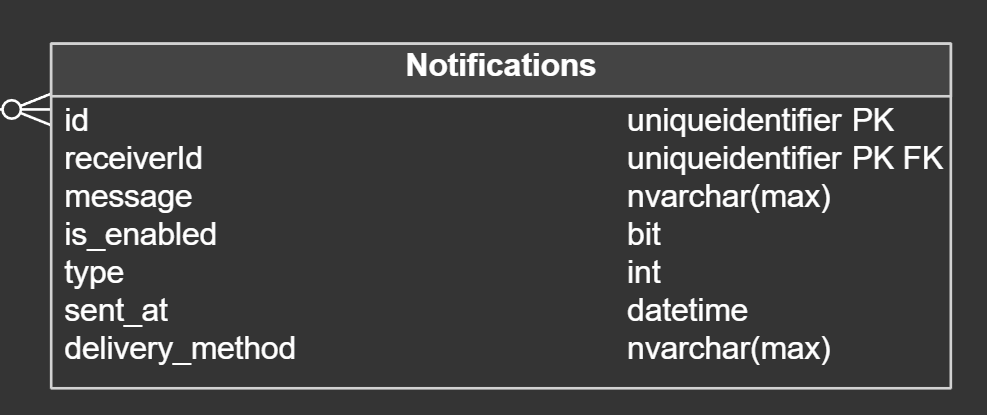 Notifications
id uniqueidentifier PK
receiverId uniqueidentifier PK FK
message nvarchar(max)
is_enabled bit
type int
sent_at datetime
delivery_method nvarchar(max)